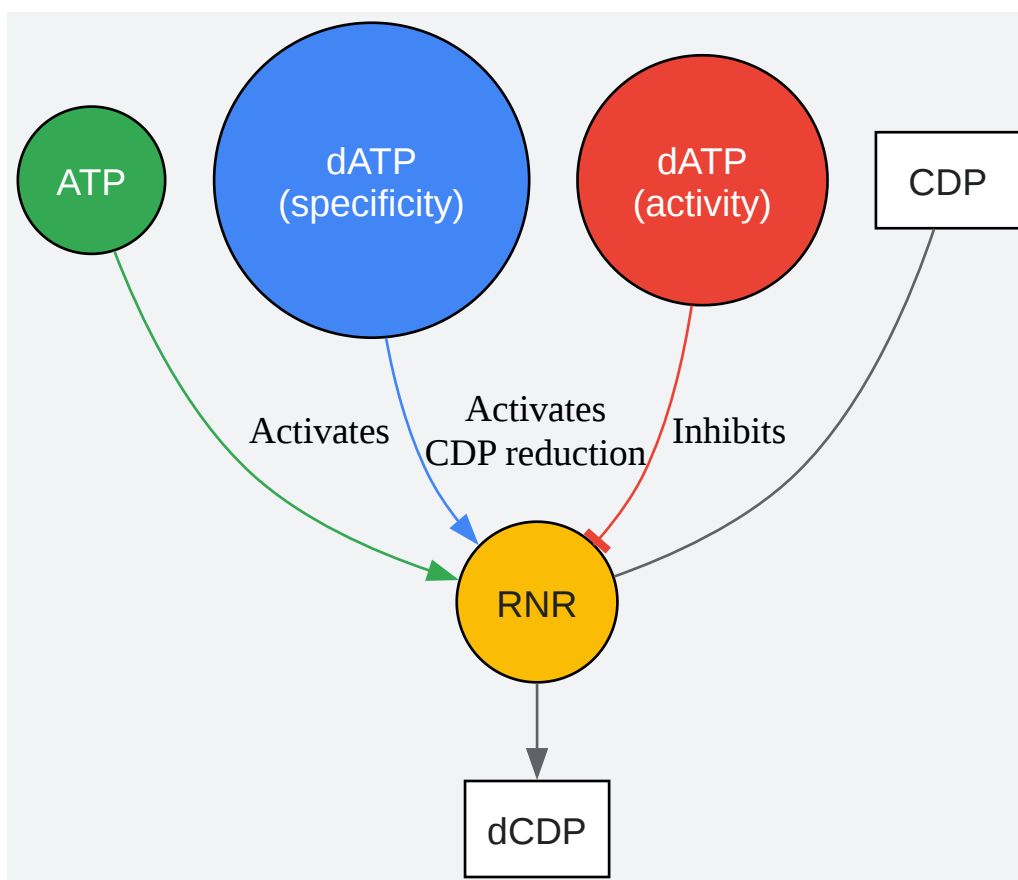 ATP
dATP
(specificity)
dATP
(activity)
CDP
Activates
Activates
CDP reduction
Inhibits
RNR
dCDP